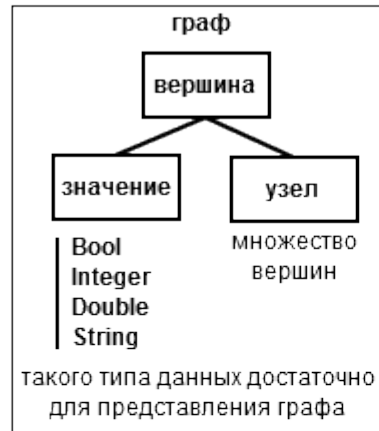 граф
вершина
значение
узел
Bool
Integer
Double
String
множество
вершин
такого типа данных достаточно
для представления графа